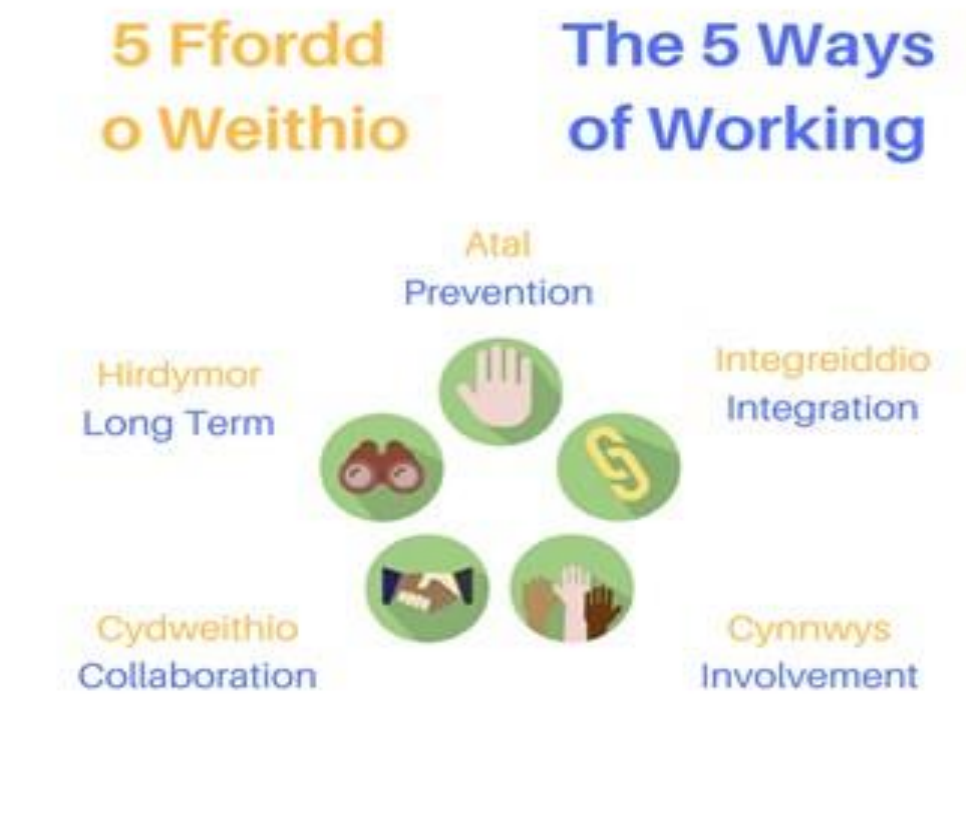 5 Ffordd
o Weithio
The 5 Ways
of Working
Atal
Prevention
Hirdymor
Long Term
Integreiddio
Integration
Cydweithio
Collaboration
Cynnwys
Involvement